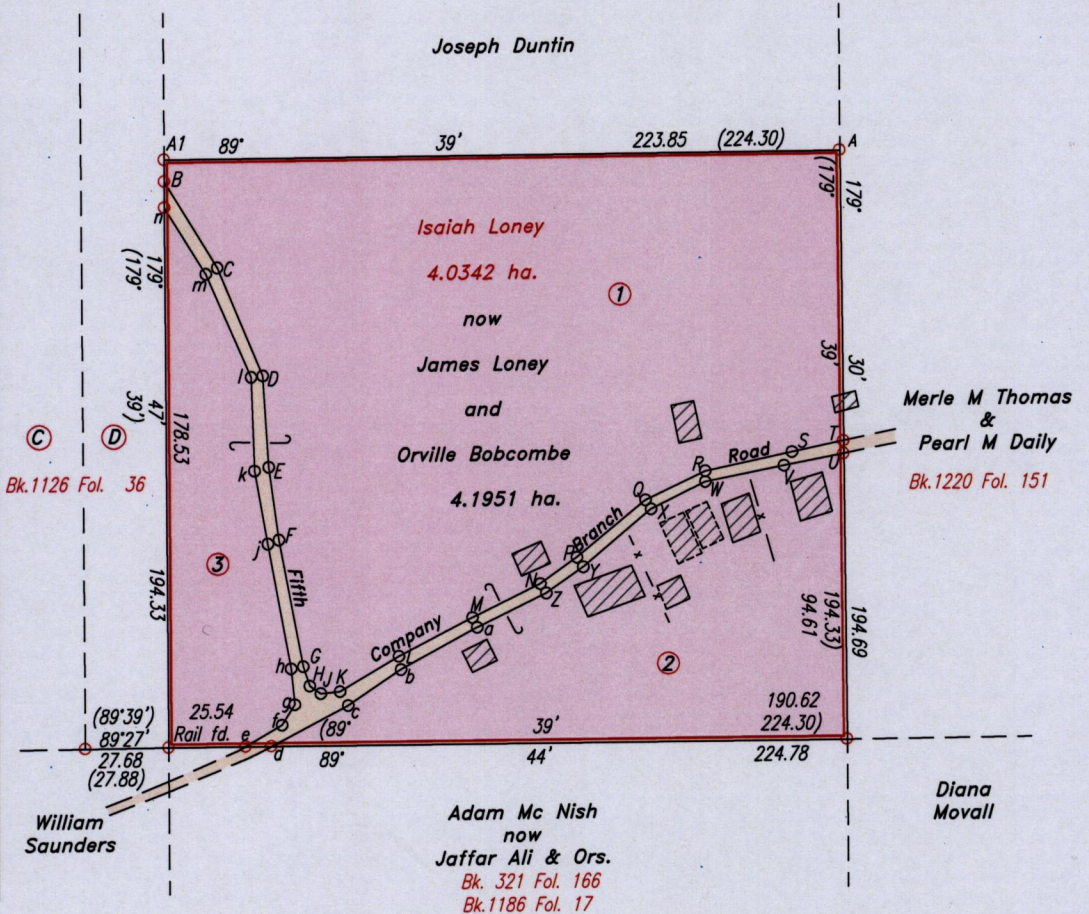 Joseph Duntin
A1 89° 39' 223.85 (224.30) A
B
n
(179°
179°
179°
(179°
Isaiah Loney
4.0342 ha.
now
James Loney
and
Orville Bobcombe
4.1951 ha.
1
C
m
l D
39')
47'
178.53
39'
30'
C D
Bk.1126 Fol. 36
Merle M Thomas
&
Pearl M Daily
Bk.1220 Fol. 151
k E
j F
Fifth
3
194.33
T
U
S
V
Road
R
W
Q
X
Branch
P
Y
N
Z
M
a
Company
L
b
h G
H J K
g
f
c
2
194.33)
94.61
194.69
(89°39')
89°27'
27.68
(27.88)
25.54
Rail fd. e
d
(89° 39' 190.62
224.30)
89° 44' 224.78
William
Saunders
Adam Mc Nish
now
Jaffar Ali & Ors.
Bk. 321 Fol. 166
Bk.1186 Fol. 17
Diana
Movall